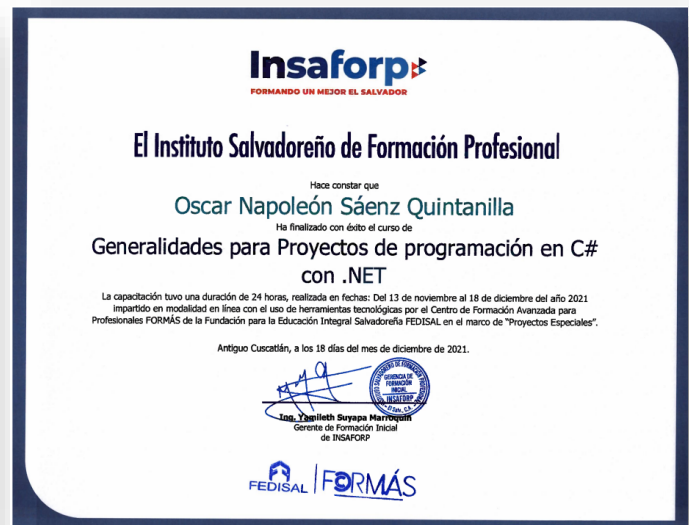 Insaforp
FORMANDO UN MEJOR EL SALVADOR
El Instituto Salvadoreño de Formación Profesional
Hace constar que
Oscar Napoleón Sáenz Quintanilla
Ha finalizado con éxito el curso de
Generalidades para Proyectos de programación en C#
con .NET
La capacitación tuvo una duración de 24 horas, realizada en fechas: Del 13 de noviembre al 18 de diciembre del año 2021
impartido en modalidad en línea con el uso de herramientas tecnológicas por el Centro de Formación Avanzada para
Profesionales FORMÁS de la Fundación para la Educación Integral Salvadoreña FEDISAL en el marco de "Proyectos Especiales".
Antiguo Cuscatlán, a los 18 días del mes de diciembre de 2021.
GERENCIA DE
FORMACIÓN
INICIAL
INSAFORP
Ing. Yamileth Suyapa Marroquín
Gerente de Formación Inicial
de INSAFORP
FEDISAL
FORMÁS